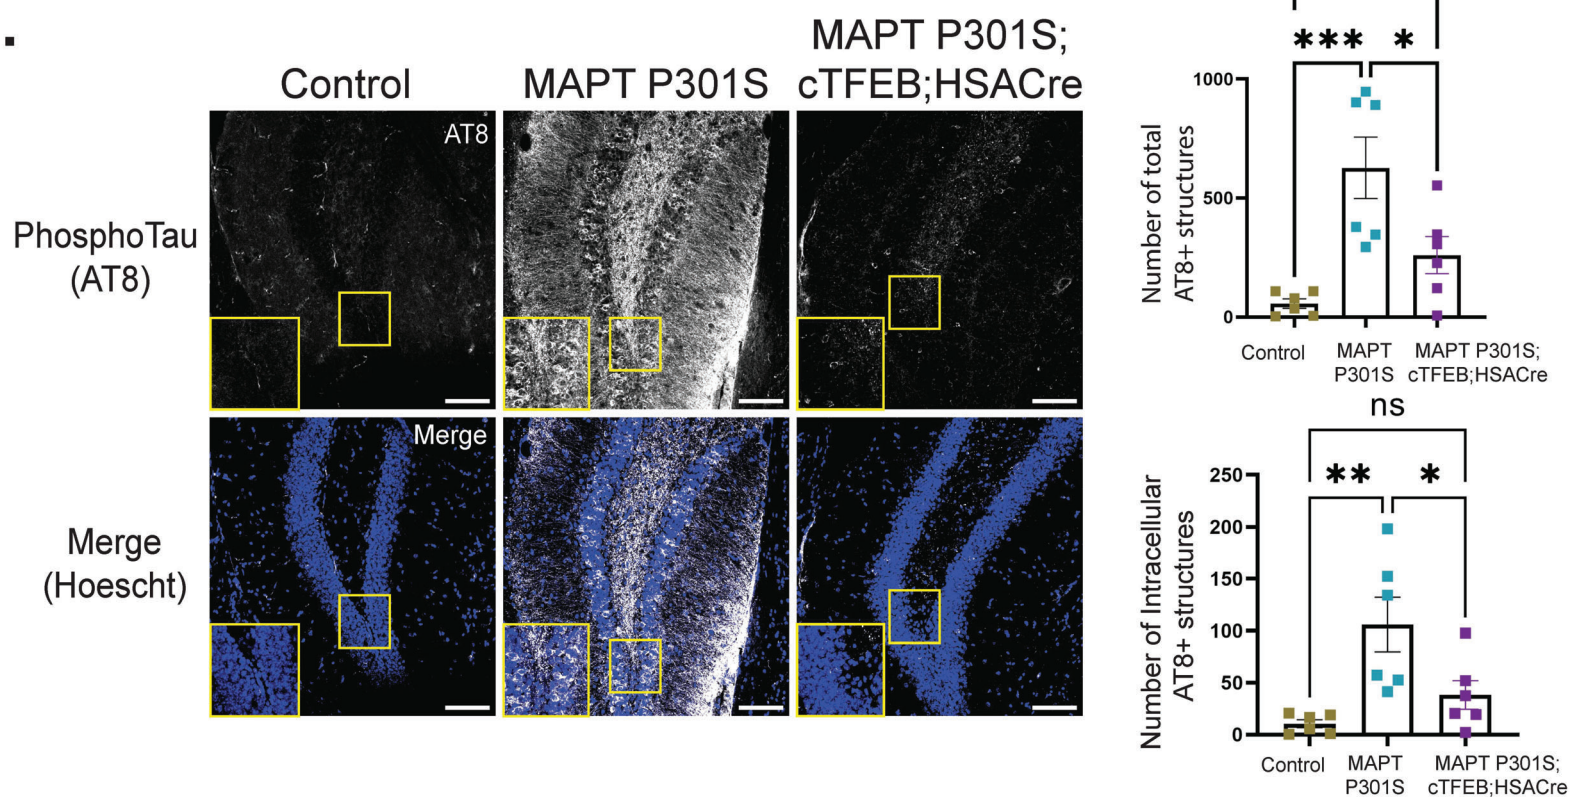 .
Control
MAPT P301S
MAPT P301S;
cTFEB;HSACre
PhosphoTau
(AT8)
AT8
Merge
(Hoescht)
Merge
*** *
1000
500
0
Number of total
AT8+ structures
Control
MAPT
P301S
MAPT P301S;
cTFEB;HSACre
ns
** *
250
200
150
100
50
0
Number of Intracellular
AT8+ structures
Control
MAPT
P301S
MAPT P301S;
cTFEB;HSACre